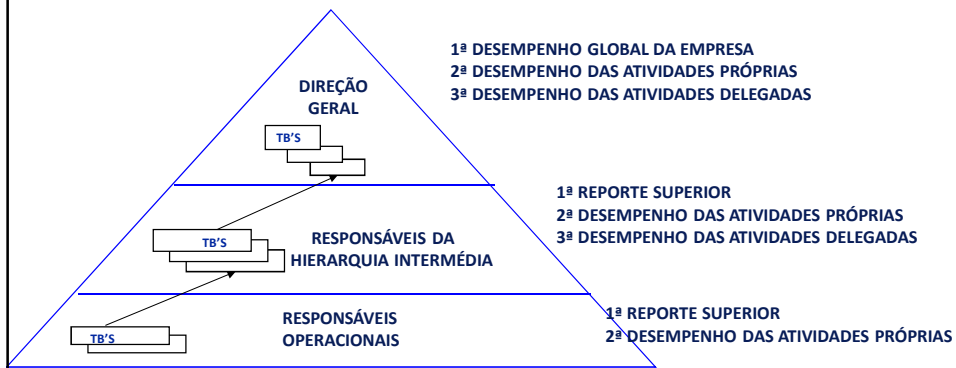 1ª DESEMPENHO GLOBAL DA EMPRESA
2ª DESEMPENHO DAS ATIVIDADES PRÓPRIAS
3ª DESEMPENHO DAS ATIVIDADES DELEGADAS
DIREÇÃO
GERAL
TB'S
1ª REPORTE SUPERIOR
2ª DESEMPENHO DAS ATIVIDADES PRÓPRIAS
3ª DESEMPENHO DAS ATIVIDADES DELEGADAS
TB'S
RESPONSÁVEIS DA
HIERARQUIA INTERMÉDIA
1ª REPORTE SUPERIOR
2ª DESEMPENHO DAS ATIVIDADES PRÓPRIAS
RESPONSÁVEIS
OPERACIONAIS
TB'S